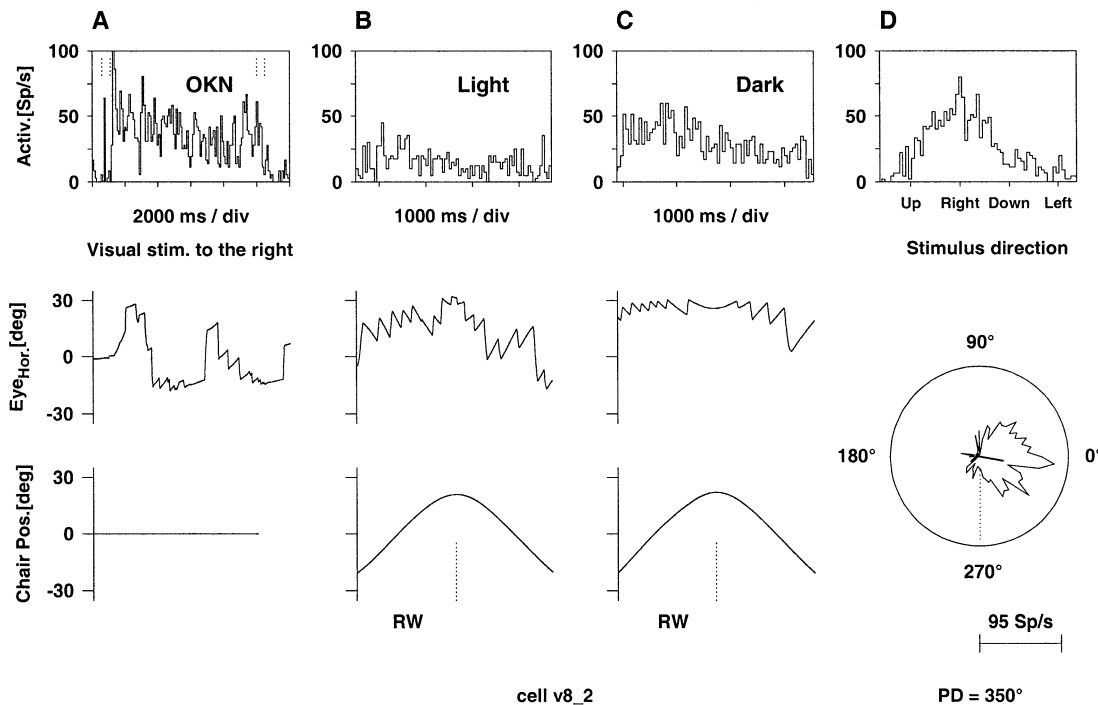 A B C D
Activ.[Sp/s]
100 100 100 100
OKN Light Dark
50 50 50 50
0 0 0 0
Up Right Down Left
2000 ms / div 1000 ms / div 1000 ms / div
Visual stim. to the right Stimulus direction
EyeHor.[deg]
30 30 30
0 0 0
-30 -30 -30
90°
180° 0°
270°
Chair Pos.[deg]
30 30 30
0 0 0
-30 -30 -30
RW RW
95 Sp/s
cell v8_2 PD = 350°